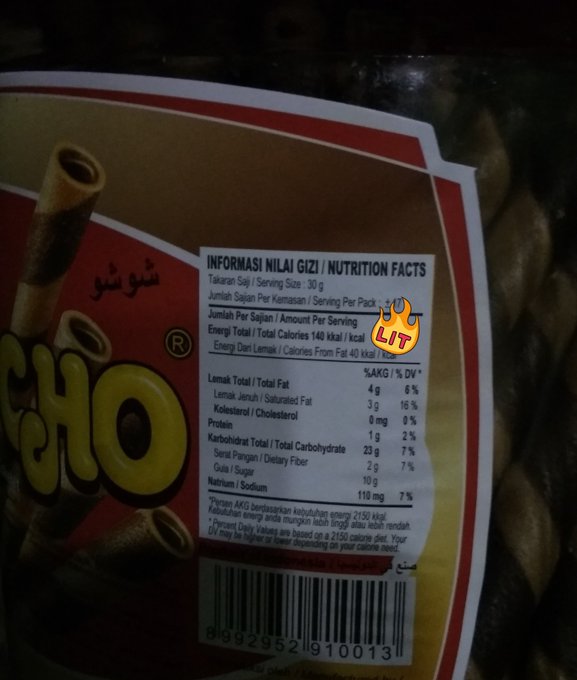 شوشو
CHO
®
INFORMASI NILAI GIZI / NUTRITION FACTS
Takaran Saji / Serving Size : 30 g
Jumlah Sajian Per Kemasan / Serving Per Pack : ±
Jumlah Per Sajian / Amount Per Serving
Energi Total / Total Calories 140 kkal / kcal
Energi Dari Lemak / Calories From Fat 40 kkal / kcal
LIT
%AKG / % DV *
Lemak Total / Total Fat 4 g 6 %
Lemak Jenuh / Saturated Fat 3 g 16 %
Kolesterol / Cholesterol 0 mg 0 %
Protein 1 g 2 %
Karbohidrat Total / Total Carbohydrate 23 g 7 %
Serat Pangan / Dietary Fiber 2 g 7 %
Gula / Sugar 10 g
Natrium / Sodium 110 mg 7 %
*Persen AKG berdasarkan kebutuhan energi 2150 kkal.
Kebutuhan energi anda mungkin lebih tinggi atau lebih rendah.
* Percent Daily Values are based on a 2150 calorie diet. Your
DV may be higher or lower depending on your calorie need.
Indonesia / صنع في اندونيسيا
8 992952 910013